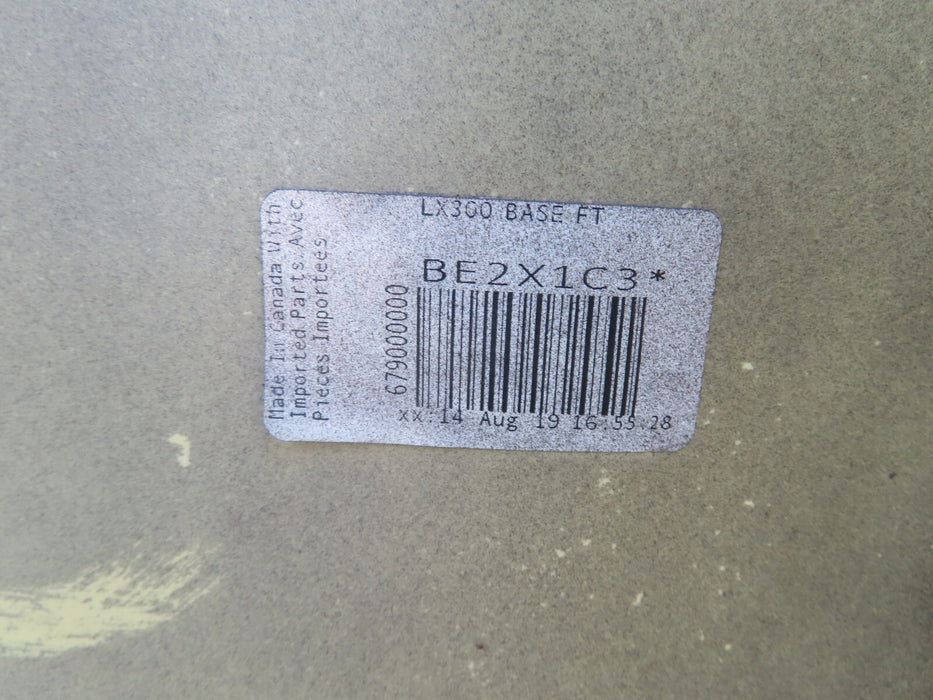 LX300 BASE FT
BE2X1C3*
679000000
xx:14 Aug 19 16:55:28
Made In Canada With
Imported Parts Avec
Pieces Importees